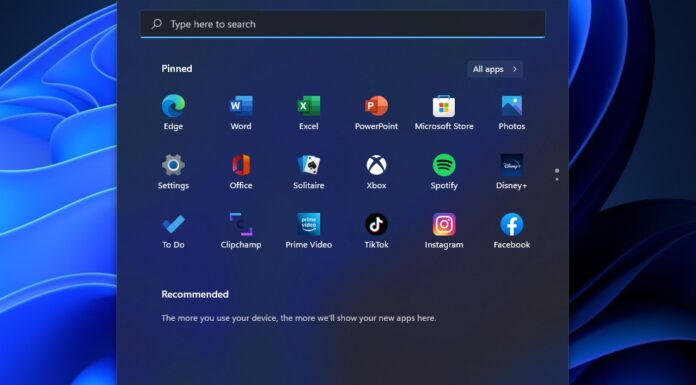 Type here to search
Pinned
All apps
Edge
Word
Excel
PowerPoint
Microsoft Store
Photos
Settings
Office
Solitaire
Xbox
Spotify
Disney+
prime video
To Do
Clipchamp
Prime Video
TikTok
Instagram
Facebook
Recommended
The more you use your device, the more we'll show your new apps here.